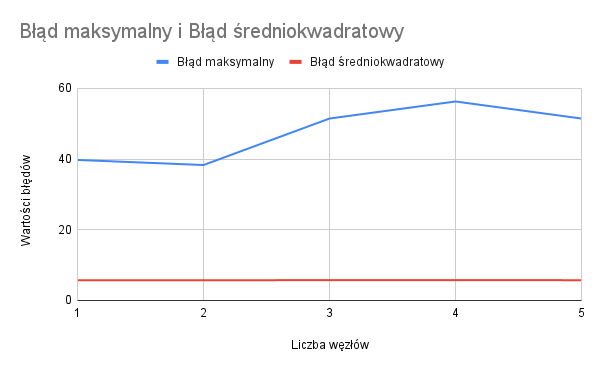 Błąd maksymalny i Błąd średniokwadratowy
Błąd maksymalny Błąd średniokwadratowy
60
40
20
0
1 2 3 4 5
Wartości błędów
Liczba węzłów